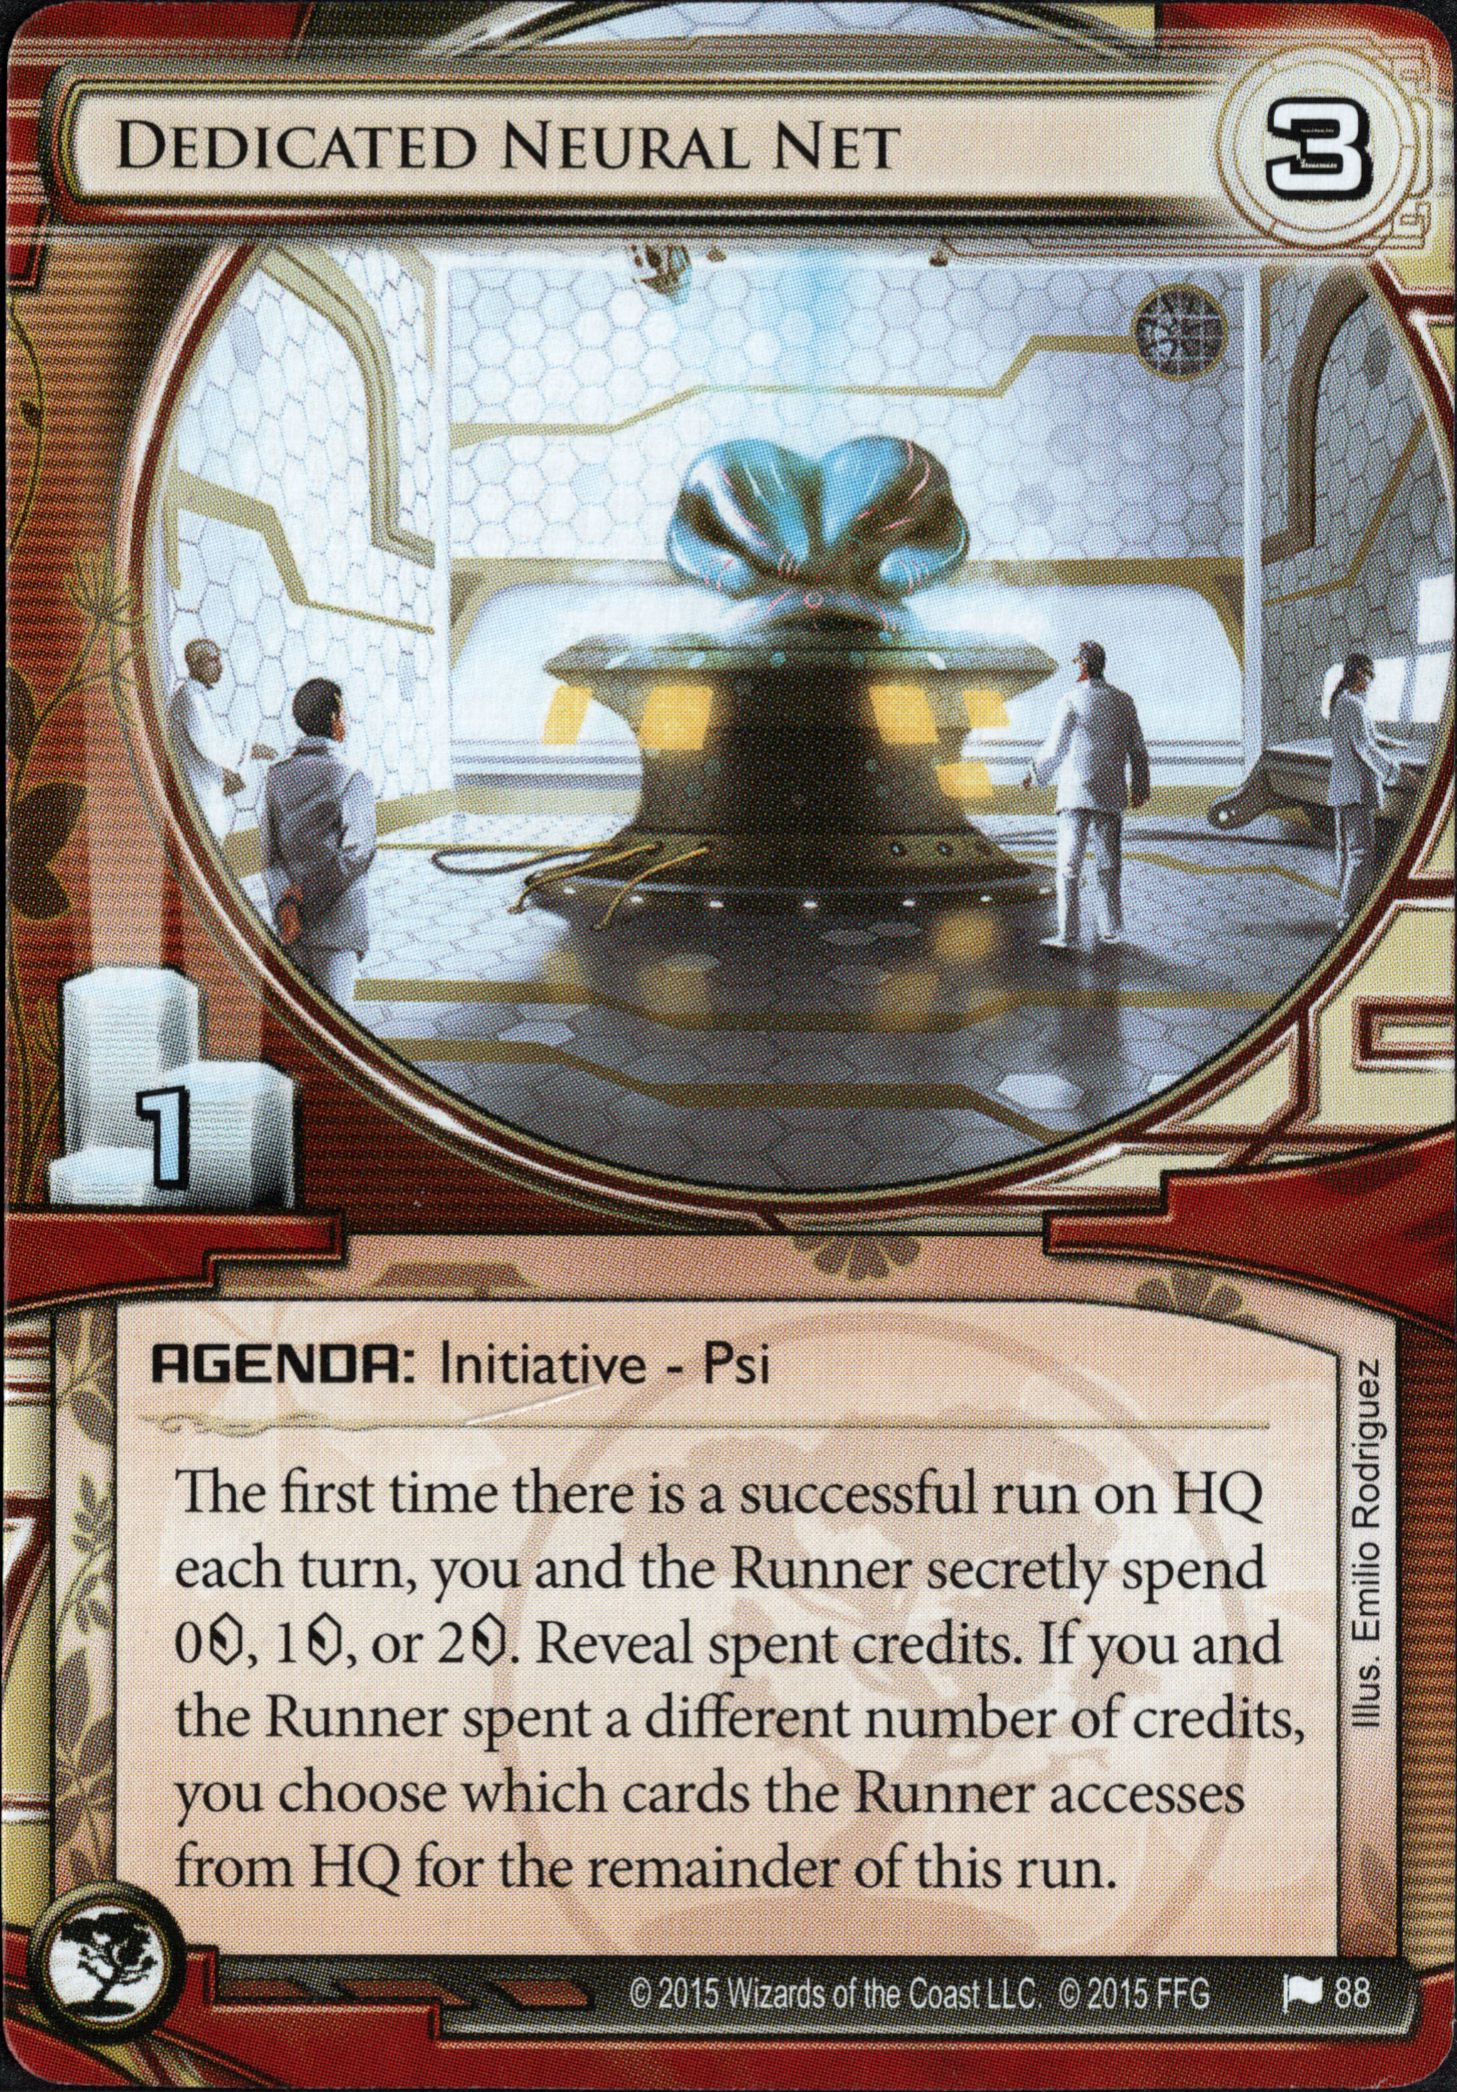 DEDICATED NEURAL NET
3
1
AGENDA: Initiative - Psi
The first time there is a successful run on HQ
each turn, you and the Runner secretly spend
0, 1, or 2. Reveal spent credits. If you and
the Runner spent a different number of credits,
you choose which cards the Runner accesses
from HQ for the remainder of this run.
Illus. Emilio Rodriguez
© 2015 Wizards of the Coast LLC. © 2015 FFG
88